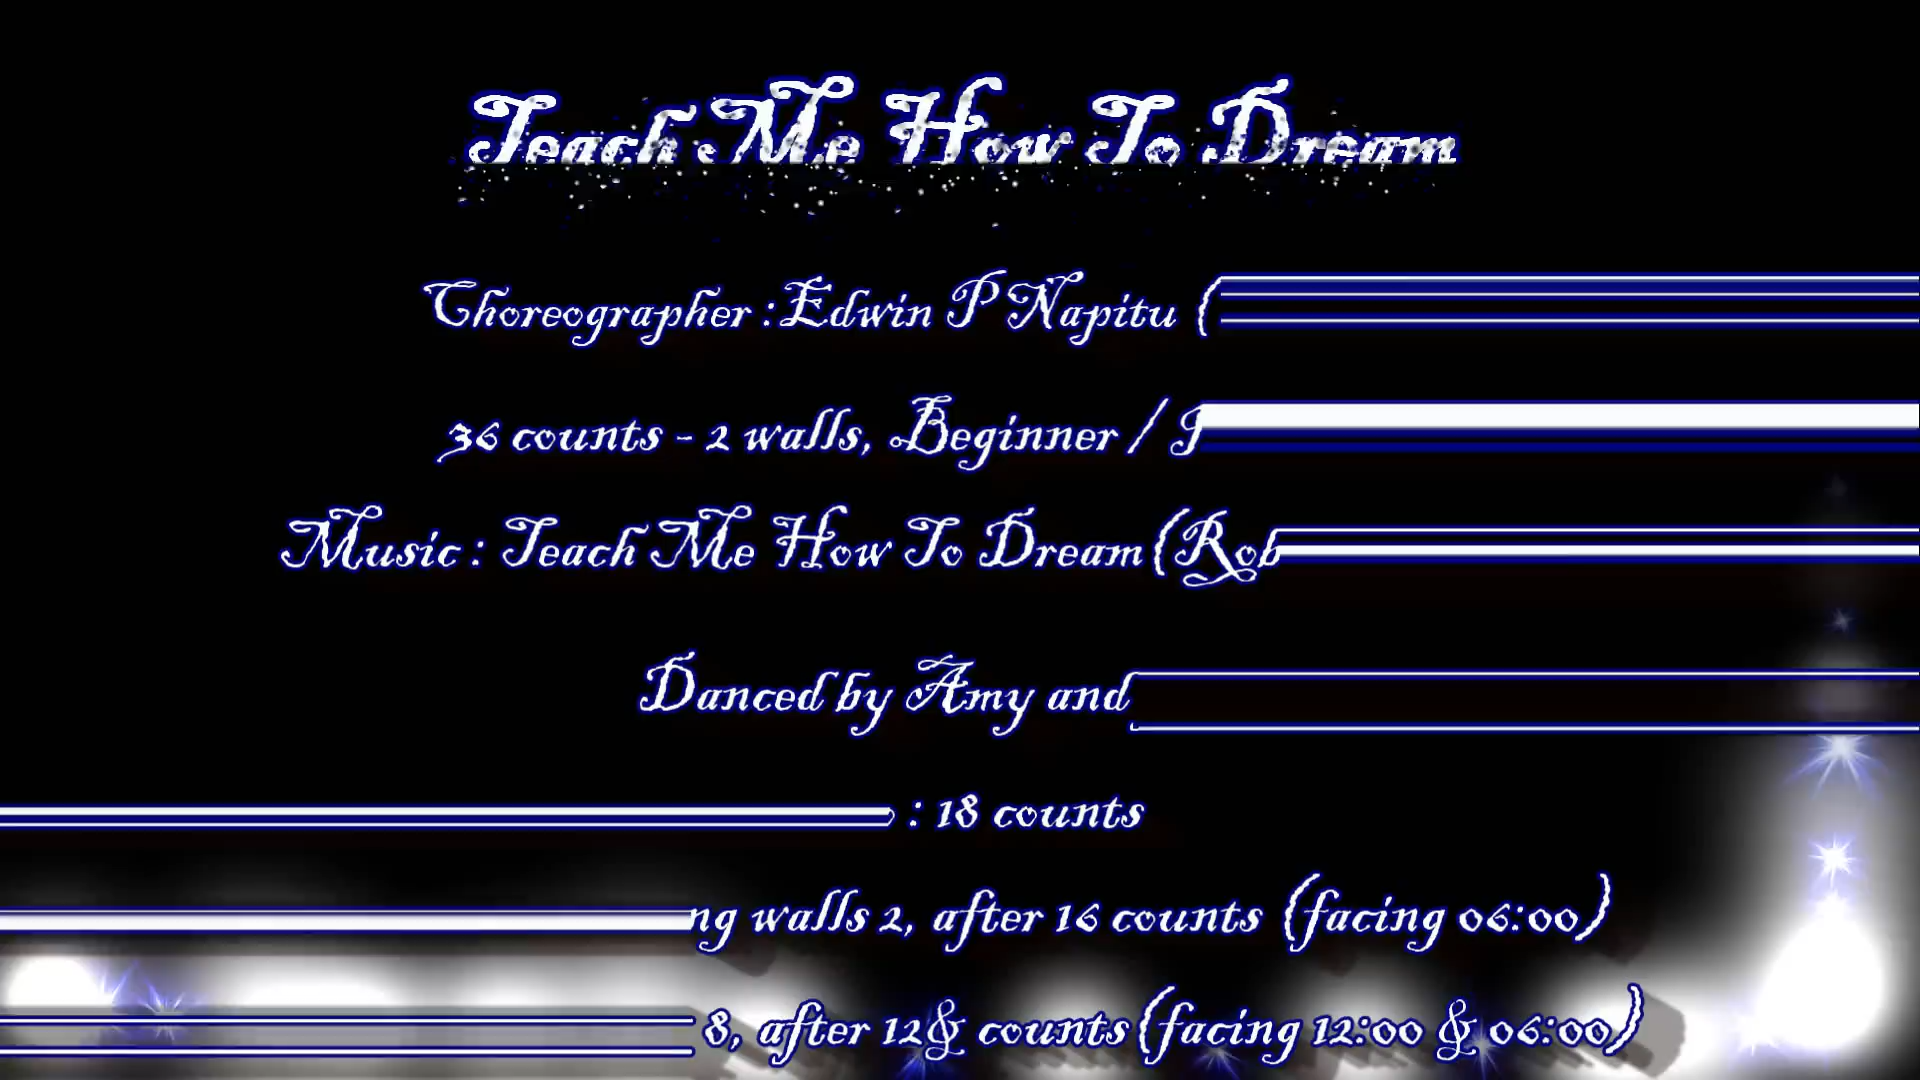 Teach Me How To Dream
Choreographer : Edwin P Napitu (
36 counts - 2 walls, Beginner / I
Music : Teach Me How To Dream (Rob
Danced by Amy and
: 18 counts
ng walls 2, after 16 counts (facing 06:00)
8, after 12& counts (facing 12:00 & 06:00)